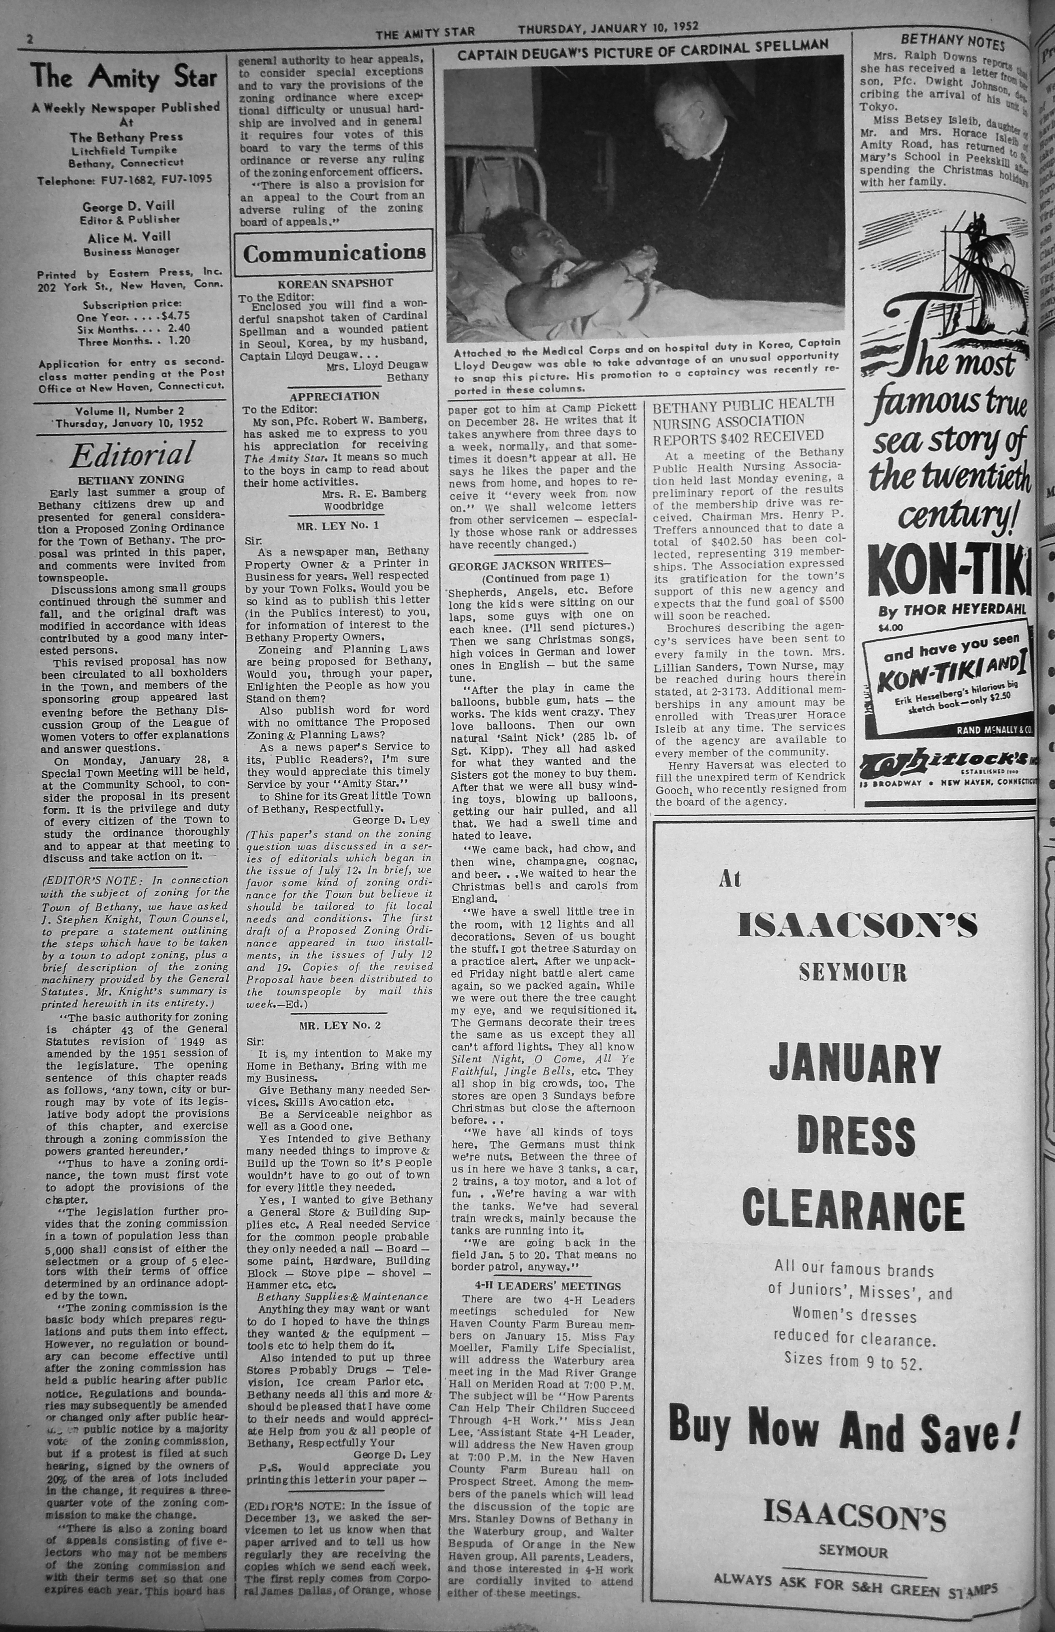 2
THE AMITY STAR
THURSDAY, JANUARY 10, 1952
The Amity Star
A Weekly Newspaper Published
At
The Bethany Press
Litchfield Turnpike
Bethany, Connecticut
Telephone: FU7-1682, FU7-1095
George D. Vaill
Editor & Publisher
Alice M. Vaill
Business Manager
Printed by Eastern Press, Inc.
202 York St., New Haven, Conn.
Subscription price:
One Year. . . . .$4.75
Six Months. . . . 2.40
Three Months. . 1.20
Application for entry as second-
class matter pending at the Post
Office at New Haven, Connecticut.
Volume II, Number 2
Thursday, January 10, 1952
Editorial
BETHANY ZONING
Early last summer a group of
Bethany citizens drew up and
presented for general considera-
tion a Proposed Zoning Ordinance
for the Town of Bethany. The pro-
posal was printed in this paper,
and comments were invited from
townspeople.
Discussions among small groups
continued through the summer and
fall, and the original draft was
modified in accordance with ideas
contributed by a good many inter-
ested persons.
This revised proposal has now
been circulated to all boxholders
in the Town, and members of the
sponsoring group appeared last
evening before the Bethany Dis-
cussion Group of the League of
Women Voters to offer explanations
and answer questions.
On Monday, January 28, a
Special Town Meeting will be held,
at the Community School, to con-
sider the proposal in its present
form. It is the privilege and duty
of every citizen of the Town to
study the ordinance thoroughly
and to appear at that meeting to
discuss and take action on it.
(EDITOR'S NOTE: In connection
with the subject of zoning for the
Town of Bethany, we have asked
J. Stephen Knight, Town Counsel,
to prepare a statement outlining
the steps which have to be taken
by a town to adopt zoning, plus a
brief description of the zoning
machinery provided by the General
Statutes. Mr. Knight's summary is
printed herewith in its entirety.)
"The basic authority for zoning
is chapter 43 of the General
Statutes revision of 1949 as
amended by the 1951 session of
the legislature. The opening
sentence of this chapter reads
as follows, 'any town, city or bur-
rough may by vote of its legis-
lative body adopt the provisions
of this chapter, and exercise
through a zoning commission the
powers granted hereunder.'
"Thus to have a zoning ordi-
nance, the town must first vote
to adopt the provisions of the
chapter.
"The legislation further pro-
vides that the zoning commission
in a town of population less than
5,000 shall consist of either the
selectmen or a group of 5 elec-
tors with their terms of office
determined by an ordinance adopt-
ed by the town.
"The zoning commission is the
basic body which prepares regu-
lations and puts them into effect.
However, no regulation or bound-
ary can become effective until
after the zoning commission has
held a public hearing after public
notice. Regulations and bounda-
ries may subsequently be amended
or changed only after public hear-
on public notice by a majority
vote of the zoning commission,
but if a protest is filed at such
hearing, signed by the owners of
20% of the area of lots included
in the change, it requires a three-
quarter vote of the zoning com-
mission to make the change.
"There is also a zoning board
of appeals consisting of five e-
lectors who may not be members
of the zoning commission and
with their terms set so that one
expires each year. This board has
general authority to hear appeals,
to consider special exceptions
and to vary the provisions of the
zoning ordinance where excep-
tional difficulty or unusual hard-
ship are involved and in general
it requires four votes of this
board to vary the terms of this
ordinance or reverse any ruling
of the zoning enforcement officers.
"There is also a provision for
an appeal to the Court from an
adverse ruling of the zoning
board of appeals."
Communications
KOREAN SNAPSHOT
To the Editor:
Enclosed you will find a won-
derful snapshot taken of Cardinal
Spellman and a wounded patient
in Seoul, Korea, by my husband,
Captain Lloyd Deugaw. . .
Mrs. Lloyd Deugaw
Bethany
APPRECIATION
To the Editor:
My son, Pfc. Robert W. Bamberg,
has asked me to express to you
his appreciation for receiving
The Amity Star. It means so much
to the boys in camp to read about
their home activities.
Mrs. R. E. Bamberg
Woodbridge
MR. LEY No. 1
Sir:
As a newspaper man, Bethany
Property Owner & a Printer in
Business for years. Well respected
by your Town Folks. Would you be
so kind as to publish this letter
(in the Publics interest) to you,
for information of interest to the
Bethany Property Owners.
Zoneing and Planning Laws
are being proposed for Bethany,
Would you, through your paper,
Enlighten the People as how you
Stand on them?
Also publish word for word
with no omittance The Proposed
Zoning & Planning Laws?
As a news paper's Service to
its, Public Readers?, I'm sure
they would appreciate this timely
Service by your "Amity Star."
to Shine for its Great little Town
of Bethany, Respectfully.
George D. Ley
(This paper's stand on the zoning
question was discussed in a ser-
ies of editorials which began in
the issue of July 12. In brief, we
favor some kind of zoning ordi-
nance for the Town but believe it
should be tailored to fit local
needs and conditions. The first
draft of a Proposed Zoning Ordi-
nance appeared in two install-
ments, in the issues of July 12
and 19. Copies of the revised
Proposal have been distributed to
the townspeople by mail this
week.—Ed.)
MR. LEY NO. 2
Sir:
It is, my intention to Make my
Home in Bethany. Bring with me
my Business.
Give Bethany many needed Ser-
vices. Skills Avocation etc.
Be a Serviceable neighbor as
well as a Good one.
Yes Intended to give Bethany
many needed things to improve &
Build up the Town so it's People
wouldn't have to go out of town
for every little they needed.
Yes, I wanted to give Bethany
a General Store & Building Sup-
plies etc. A Real needed Service
for the common people probable
they only needed a nail — Board —
some paint, Hardware, Building
Block — Stove pipe — shovel —
Hammer etc. etc.
Bethany Supplies & Maintenance
Anything they may want or want
to do I hoped to have the things
they wanted & the equipment —
tools etc to help them do it.
Also intended to put up three
Stores Probably Drugs — Tele-
vision, Ice cream Parlor etc.
Bethany needs all this and more &
should be pleased that I have come
to their needs and would appreci-
ate Help from you & all people of
Bethany, Respectfully Your
George D. Ley
P.S. Would appreciate you
printing this letter in your paper —
(EDITOR'S NOTE: In the issue of
December 13, we asked the ser-
vicemen to let us know when that
paper arrived and to tell us how
regularly they are receiving the
copies which we send each week.
The first reply comes from Corpo-
ral James Dallas, of Orange, whose
CAPTAIN DEUGAW'S PICTURE OF CARDINAL SPELLMAN
Attached to the Medical Corps and on hospital duty in Korea, Captain
Lloyd Deugaw was able to take advantage of an unusual opportunity
to snap this picture. His promotion to a captaincy was recently re-
ported in these columns.
paper got to him at Camp Pickett
on December 28. He writes that it
takes anywhere from three days to
a week, normally, and that some-
times it doesn't appear at all. He
says he likes the paper and the
news from home, and hopes to re-
ceive it "every week from now
on." We shall welcome letters
from other servicemen — especial-
ly those whose rank or addresses
have recently changed.)
GEORGE JACKSON WRITES—
(Continued from page 1)
Shepherds, Angels, etc. Before
long the kids were sitting on our
laps, some guys with one on
each knee. (I'll send pictures.)
Then we sang Christmas songs,
high voices in German and lower
ones in English — but the same
tune.
"After the play in came the
balloons, bubble gum, hats — the
works. The kids went crazy. They
love balloons. Then our own
natural 'Saint Nick' (285 lb. of
Sgt. Kipp). They all had asked
for what they wanted and the
Sisters got the money to buy them.
After that we were all busy wind-
ing toys, blowing up balloons,
getting our hair pulled, and all
that. We had a swell time and
hated to leave.
"We came back, had chow, and
then wine, champagne, cognac,
and beer. . .We waited to hear the
Christmas bells and carols from
England.
"We have a swell little tree in
the room, with 12 lights and all
decorations. Seven of us bought
the stuff. I got the tree Saturday on
a practice alert. After we unpack-
ed Friday night battle alert came
again, so we packed again. While
we were out there the tree caught
my eye, and we requisitioned it.
The Germans decorate their trees
the same as us except they all
can't afford lights. They all know
Silent Night, O Come, All Ye
Faithful, Jingle Bells, etc. They
all shop in big crowds, too. The
stores are open 3 Sundays before
Christmas but close the afternoon
before. . .
"We have all kinds of toys
here. The Germans must think
we're nuts. Between the three of
us in here we have 3 tanks, a car,
2 trains, a toy motor, and a lot of
fun. . .We're having a war with
the tanks. We've had several
train wrecks, mainly because the
tanks are running into it.
"We are going back in the
field Jan. 5 to 20. That means no
border patrol, anyway."
4-H LEADERS' MEETINGS
There are two 4-H Leaders
meetings scheduled for New
Haven County Farm Bureau mem-
bers on January 15. Miss Fay
Moeller, Family Life Specialist,
will address the Waterbury area
meeting in the Mad River Grange
Hall on Meriden Road at 7:00 P.M.
The subject will be "How Parents
Can Help Their Children Succeed
Through 4-H Work." Miss Jean
Lee, Assistant State 4-H Leader,
will address the New Haven group
at 7:00 P.M. in the New Haven
County Farm Bureau hall on
Prospect Street. Among the mem-
bers of the panels which will lead
the discussion of the topic are
Mrs. Stanley Downs of Bethany in
the Waterbury group, and Walter
Bespuda of Orange in the New
Haven group. All parents, Leaders,
and those interested in 4-H work
are cordially invited to attend
either of these meetings.
BETHANY PUBLIC HEALTH
NURSING ASSOCIATION
REPORTS $402 RECEIVED
At a meeting of the Bethany
Public Health Nursing Associa-
tion held last Monday evening, a
preliminary report of the results
of the membership drive was re-
ceived. Chairman Mrs. Henry P.
Treffers announced that to date a
total of $402.50 has been col-
lected, representing 319 member-
ships. The Association expressed
its gratification for the town's
support of this new agency and
expects that the fund goal of $500
will soon be reached.
Brochures describing the agen-
cy's services have been sent to
every family in the town. Mrs.
Lillian Sanders, Town Nurse, may
be reached during hours therein
stated, at 2-3173. Additional mem-
berships in any amount may be
enrolled with Treasurer Horace
Isleib at any time. The services
of the agency are available to
every member of the community.
Henry Haversat was elected to
fill the unexpired term of Kendrick
Gooch, who recently resigned from
the board of the agency.
BETHANY NOTES
Mrs. Ralph Downs reports that
she has received a letter from her
son, Pfc. Dwight Johnson, des-
cribing the arrival of his unit in
Tokyo.
Miss Betsey Isleib, daughter of
Mr. and Mrs. Horace Isleib of
Amity Road, has returned to St.
Mary's School in Peekskill after
spending the Christmas holidays
with her family.
The most
famous true
sea story of
the twentieth
century!
KON-TIKI
By THOR HEYERDAHL
$4.00
and have you seen
KON-TIKI AND I
Erik Hesselberg's hilarious big
sketch book—only $2.50
RAND McNALLY & CO.
Whitlock's INC
ESTABLISHED 1900
15 BROADWAY • NEW HAVEN, CONNECTICUT
At
ISAACSON'S
SEYMOUR
JANUARY
DRESS
CLEARANCE
All our famous brands
of Juniors', Misses', and
Women's dresses
reduced for clearance.
Sizes from 9 to 52.
Buy Now And Save!
ISAACSON'S
SEYMOUR
ALWAYS ASK FOR S&H GREEN STAMPS